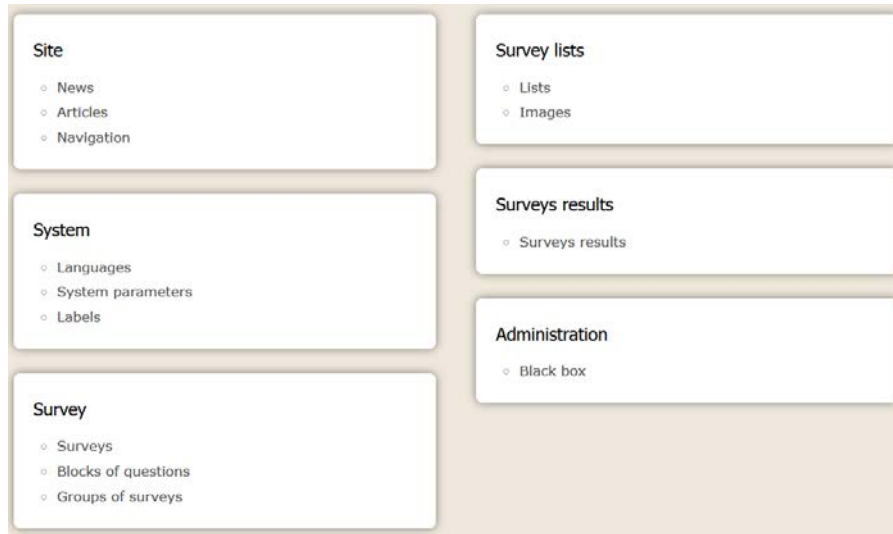 Site
News
Articles
Navigation
System
Languages
System parameters
Labels
Survey
Surveys
Blocks of questions
Groups of surveys
Survey lists
Lists
Images
Surveys results
Surveys results
Administration
Black box